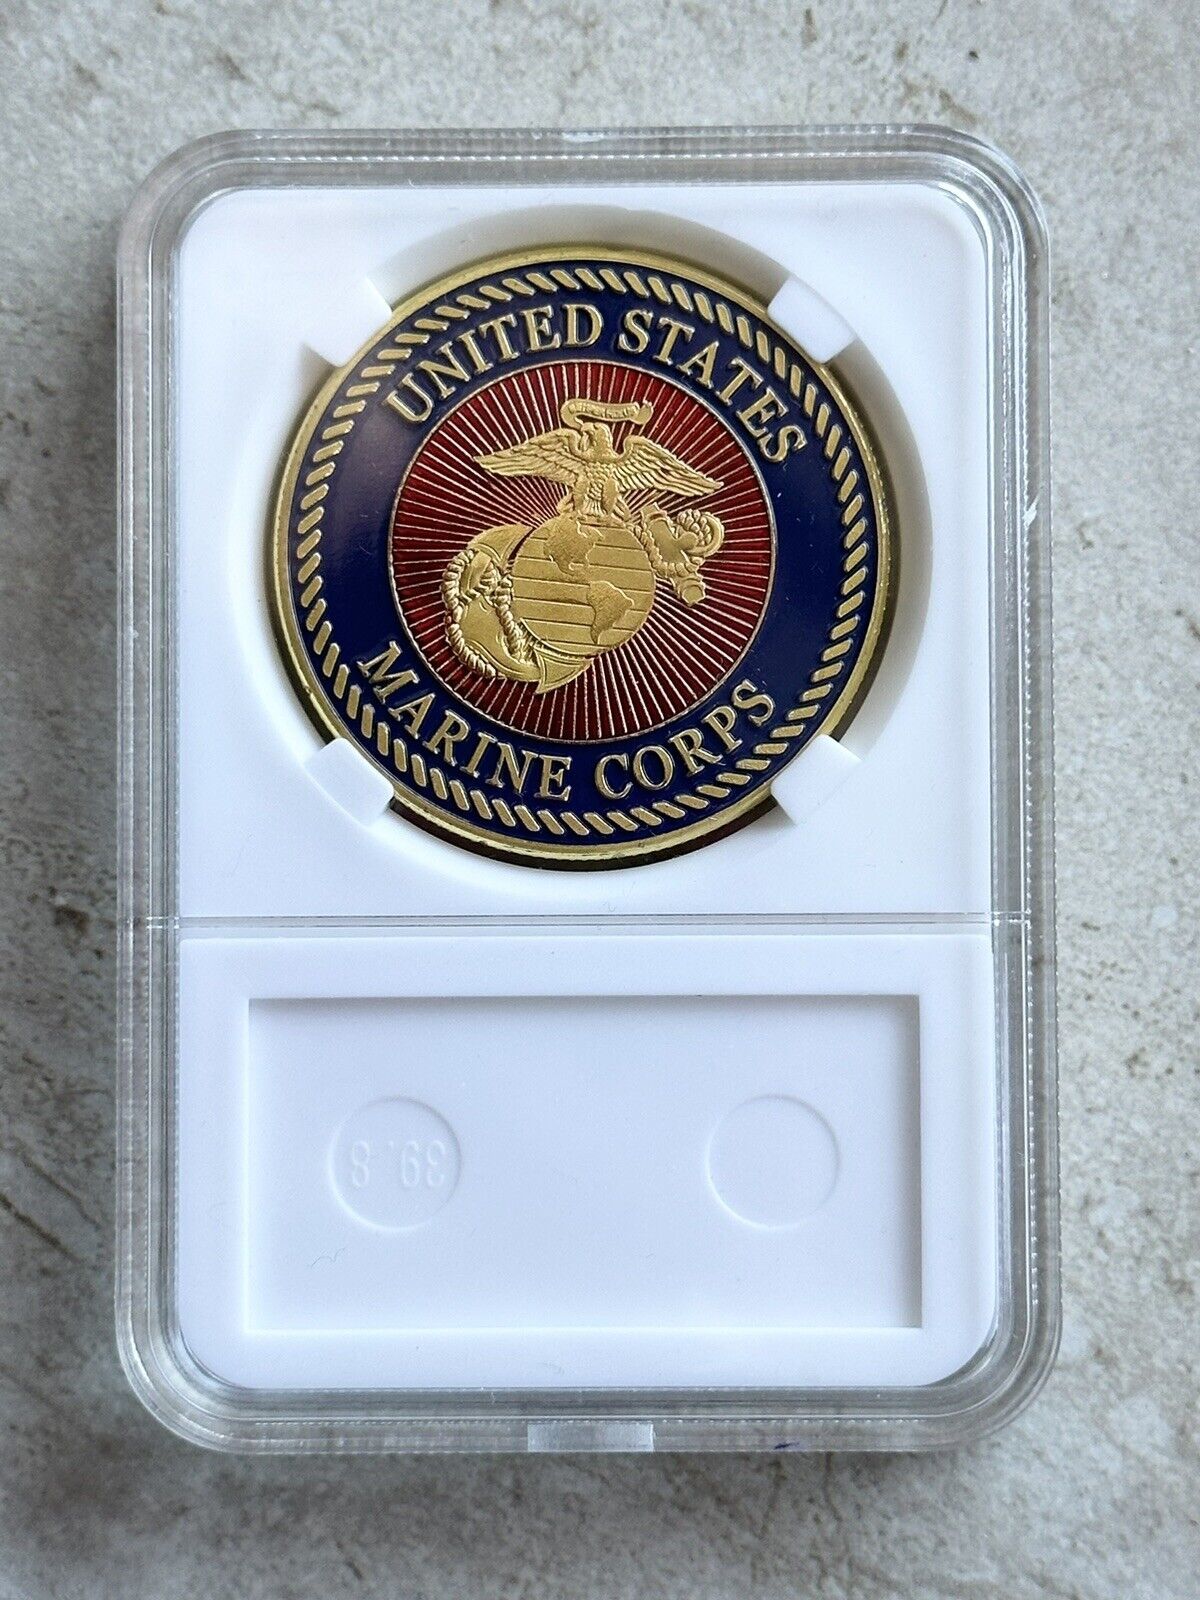 UNITED STATES
MARINE CORPS
39.8